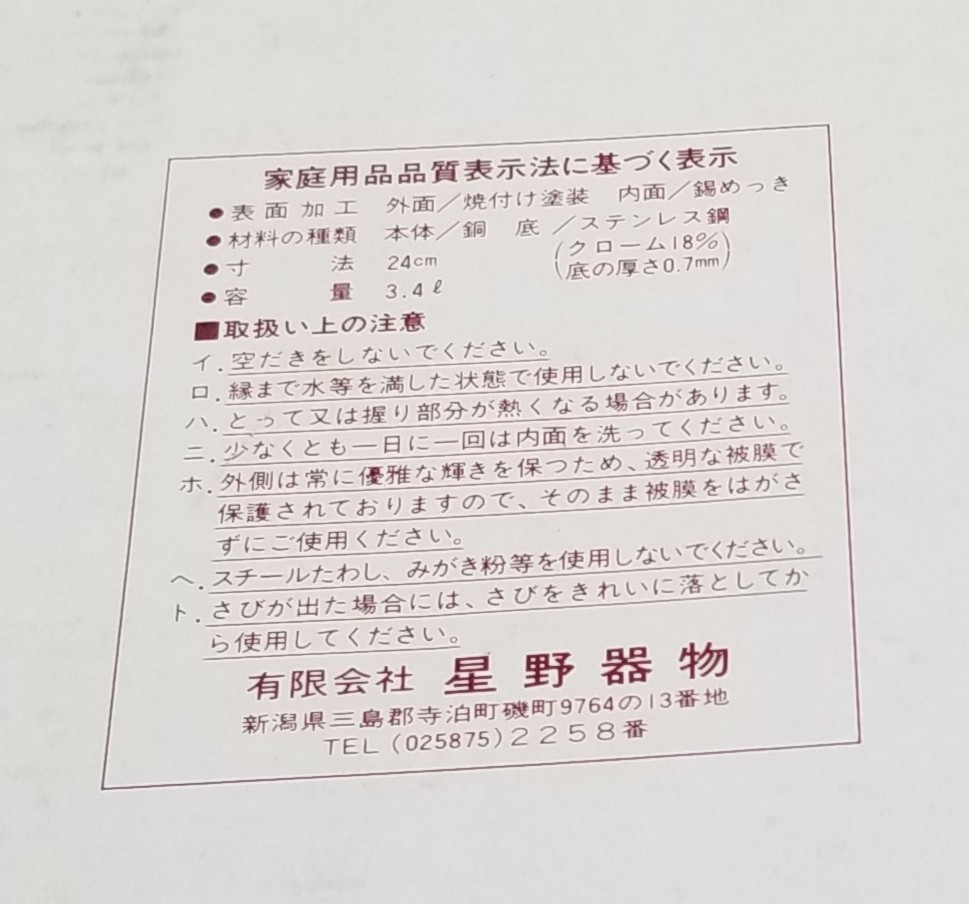 家庭用品品質表示法に基づく表示
●表面加工 外面／焼付け塗装 内面／錫めっき
●材料の種類 本体／銅 底／ステンレス鋼
(クローム18%
●寸法 24cm
底の厚さ0.7mm)
●容量 3.4ℓ
■取扱い上の注意
イ.空だきをしないでください。
ロ.縁まで水等を満した状態で使用しないでください。
ハ.とって又は握り部分が熱くなる場合があります。
ニ.少なくとも一日に一回は内面を洗ってください。
ホ.外側は常に優雅な輝きを保つため、透明な被膜で
保護されておりますので、そのまま被膜をはがさ
ずにご使用ください。
ヘ.スチールたわし、みがき粉等を使用しないでください。
ト.さびが出た場合には、さびをきれいに落としてか
ら使用してください。
有限会社 星野器物
新潟県三島郡寺泊町磯町9764の13番地
TEL (025875)2258番